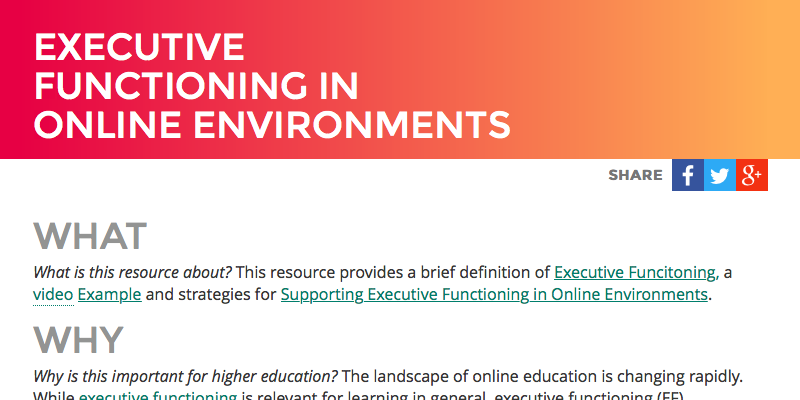 EXECUTIVE
FUNCTIONING IN
ONLINE ENVIRONMENTS
SHARE f g+
WHAT
What is this resource about? This resource provides a brief definition of Executive Funcitoning, a
video Example and strategies for Supporting Executive Functioning in Online Environments.
WHY
Why is this important for higher education? The landscape of online education is changing rapidly.
While executive functioning is relevant for learning in general, executive functioning (EF)